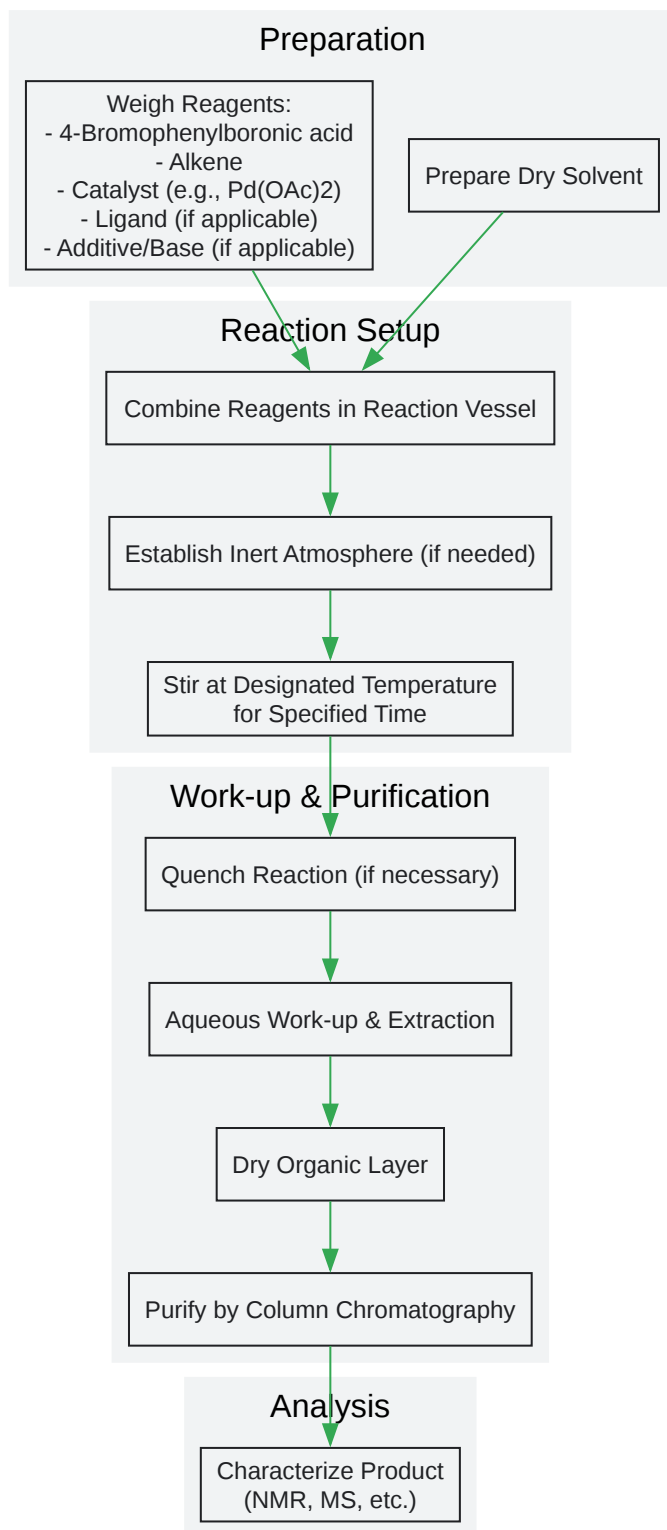 Preparation
Weigh Reagents:
- 4-Bromophenylboronic acid
- Alkene
- Catalyst (e.g., Pd(OAc)2)
- Ligand (if applicable)
- Additive/Base (if applicable)
Prepare Dry Solvent
Reaction Setup
Combine Reagents in Reaction Vessel
Establish Inert Atmosphere (if needed)
Stir at Designated Temperature
for Specified Time
Work-up & Purification
Quench Reaction (if necessary)
Aqueous Work-up & Extraction
Dry Organic Layer
Purify by Column Chromatography
Analysis
Characterize Product
(NMR, MS, etc.)